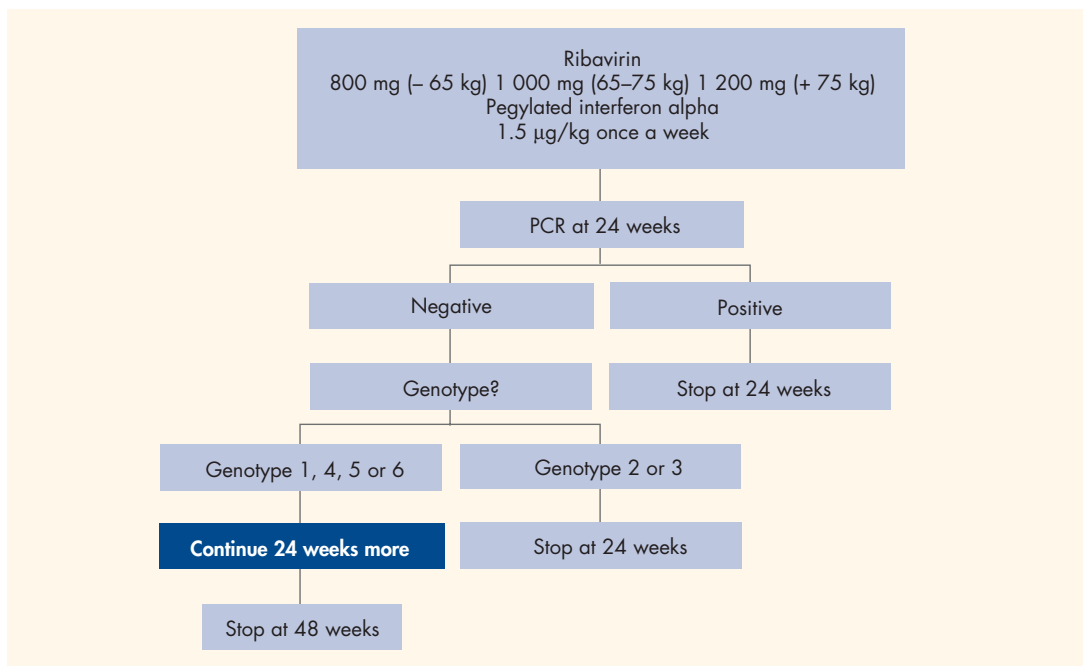 Ribavirin
800 mg (– 65 kg) 1 000 mg (65–75 kg) 1 200 mg (+ 75 kg)
Pegylated interferon alpha
1.5 μg/kg once a week
PCR at 24 weeks
Negative
Positive
Genotype?
Stop at 24 weeks
Genotype 1, 4, 5 or 6
Genotype 2 or 3
Continue 24 weeks more
Stop at 24 weeks
Stop at 48 weeks